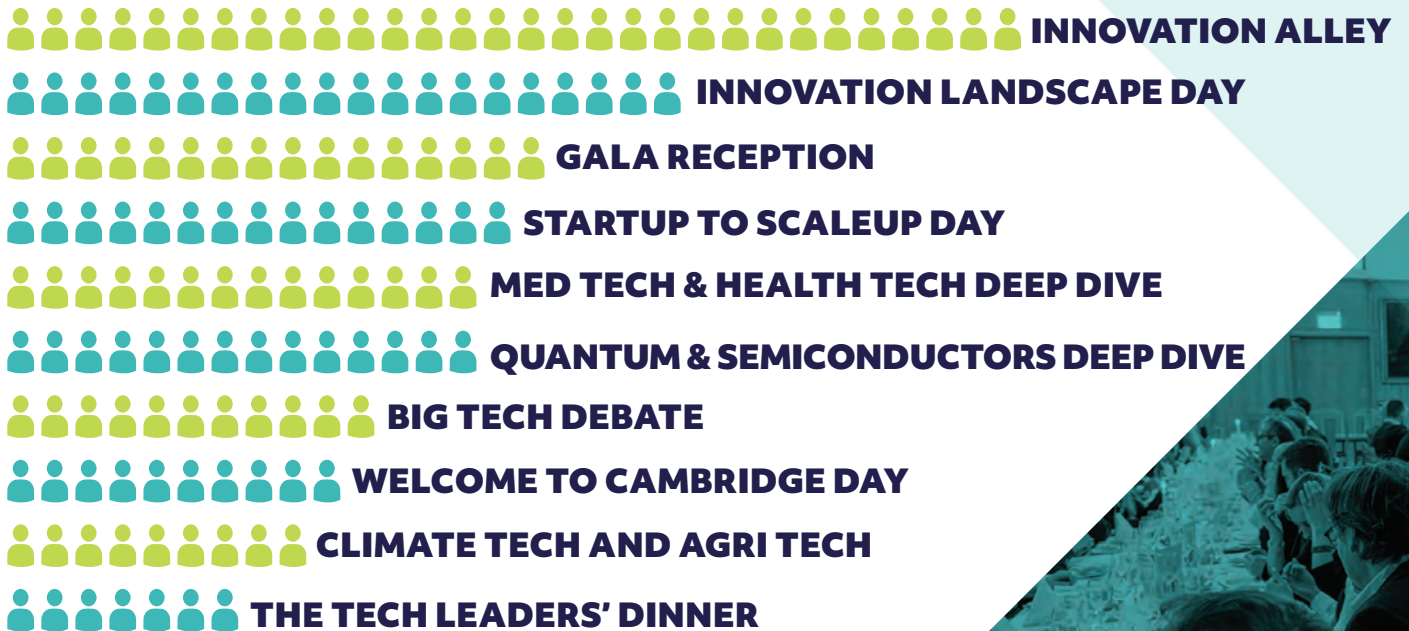 INNOVATION ALLEY
INNOVATION LANDSCAPE DAY
GALA RECEPTION
STARTUP TO SCALEUP DAY
MED TECH & HEALTH TECH DEEP DIVE
QUANTUM & SEMICONDUCTORS DEEP DIVE
BIG TECH DEBATE
WELCOME TO CAMBRIDGE DAY
CLIMATE TECH AND AGRI TECH
THE TECH LEADERS’ DINNER